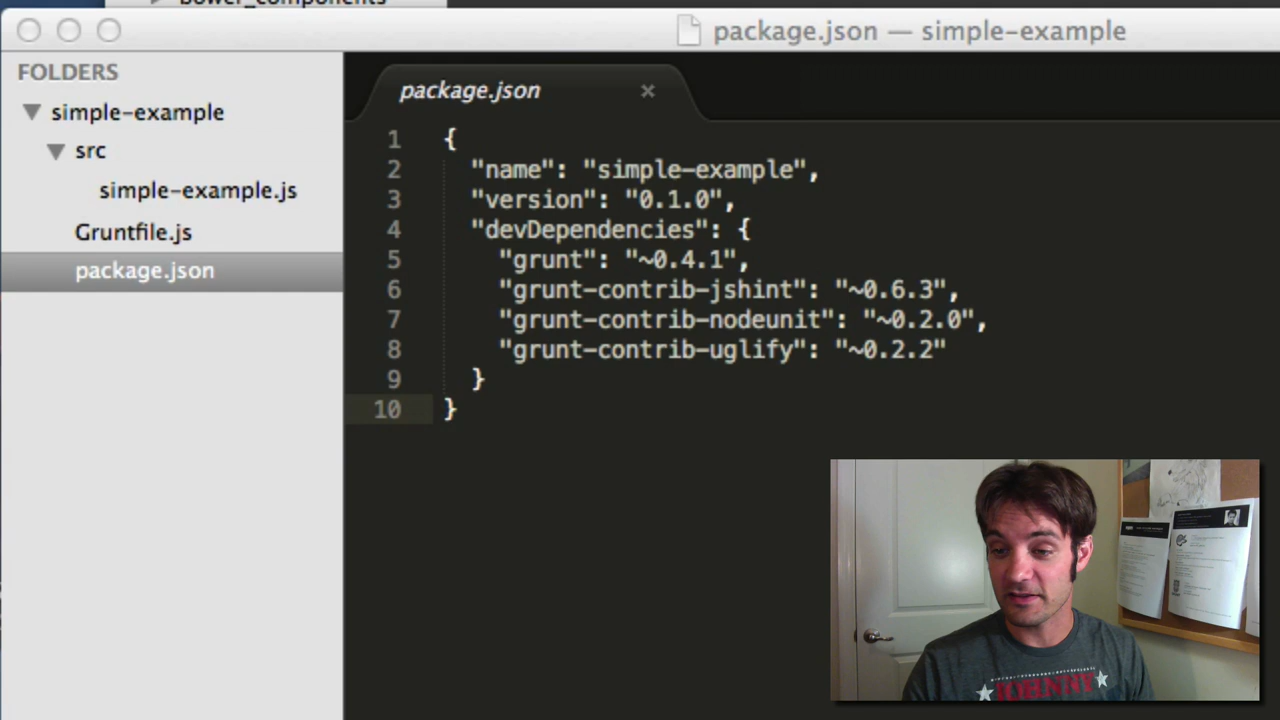 bower_components
package.json — simple-example
FOLDERS
simple-example
src
simple-example.js
Gruntfile.js
package.json
package.json ×
1 {
2 "name": "simple-example",
3 "version": "0.1.0",
4 "devDependencies": {
5 "grunt": "~0.4.1",
6 "grunt-contrib-jshint": "~0.6.3",
7 "grunt-contrib-nodeunit": "~0.2.0",
8 "grunt-contrib-uglify": "~0.2.2"
9 }
10 }
JOHNNY